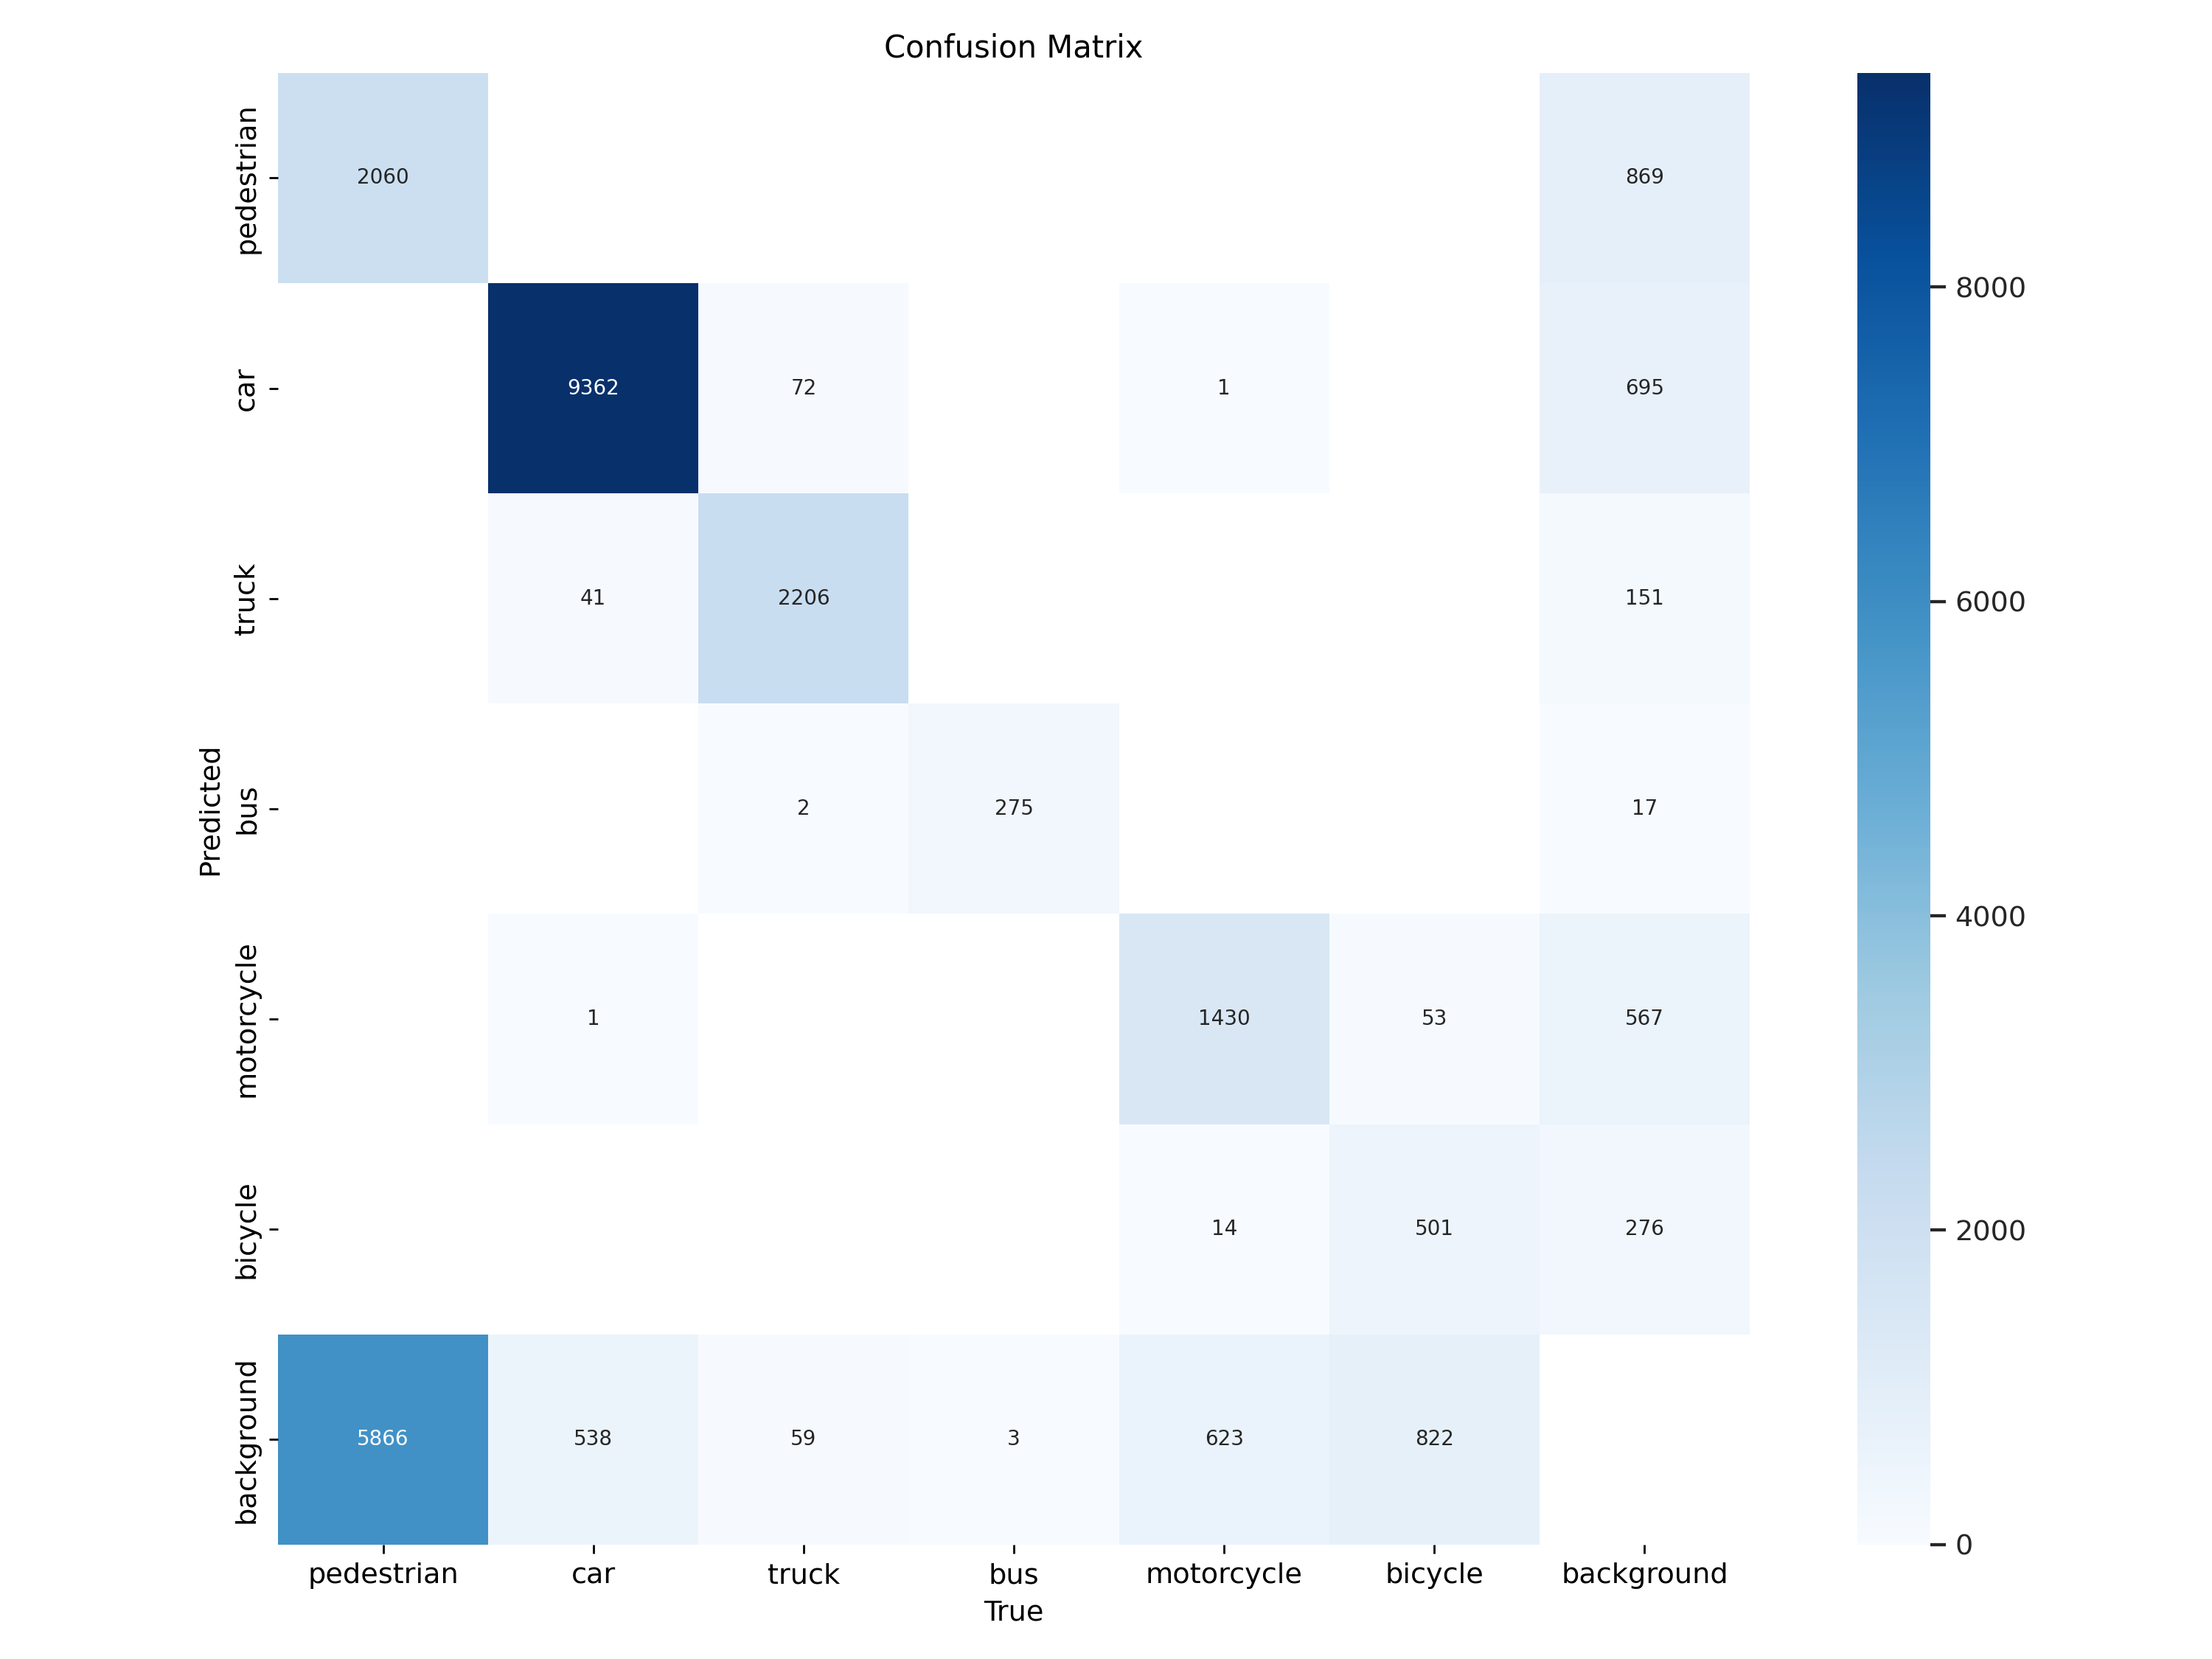 Confusion Matrix
pedestrian 2060 869
8000
car 9362 72 1 695
truck 41 2206 151
6000
Predicted
bus 2 275 17
4000
motorcycle 1 1430 53 567
bicycle 14 501 276
2000
background 5866 538 59 3 623 822
0
pedestrian car truck bus motorcycle bicycle background
True